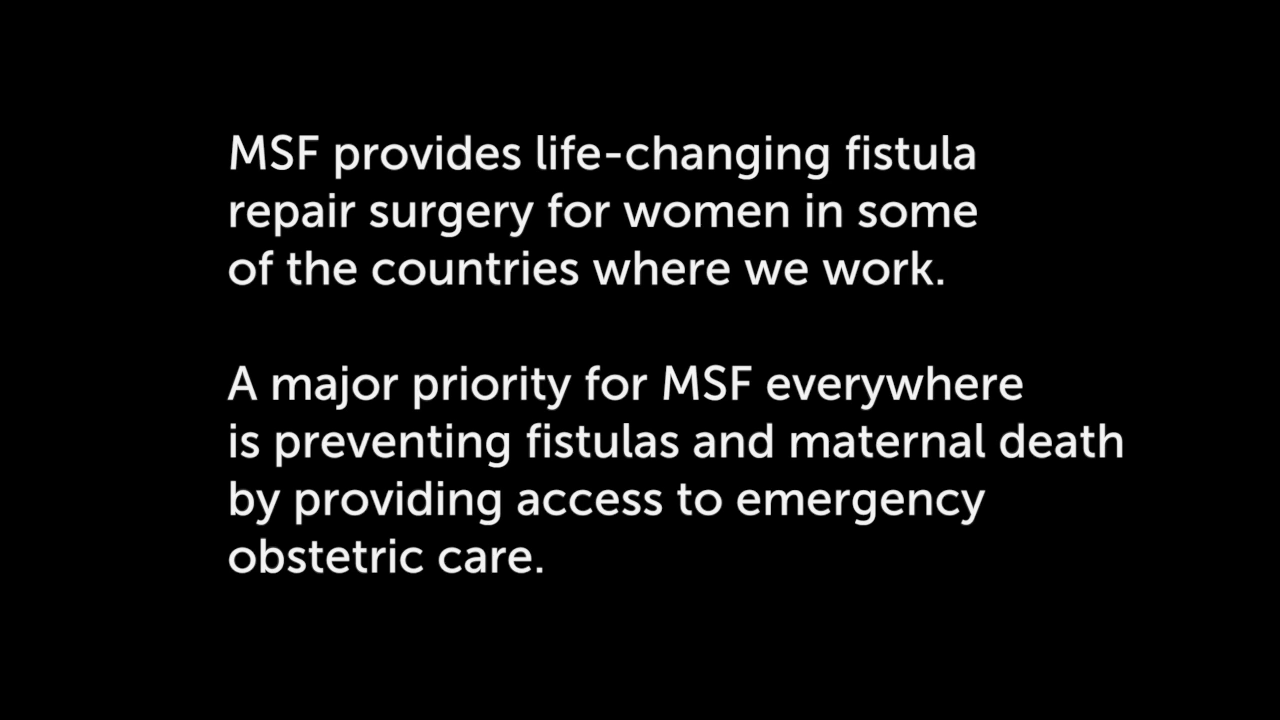 MSF provides life-changing fistula
repair surgery for women in some
of the countries where we work.
A major priority for MSF everywhere
is preventing fistulas and maternal death
by providing access to emergency
obstetric care.